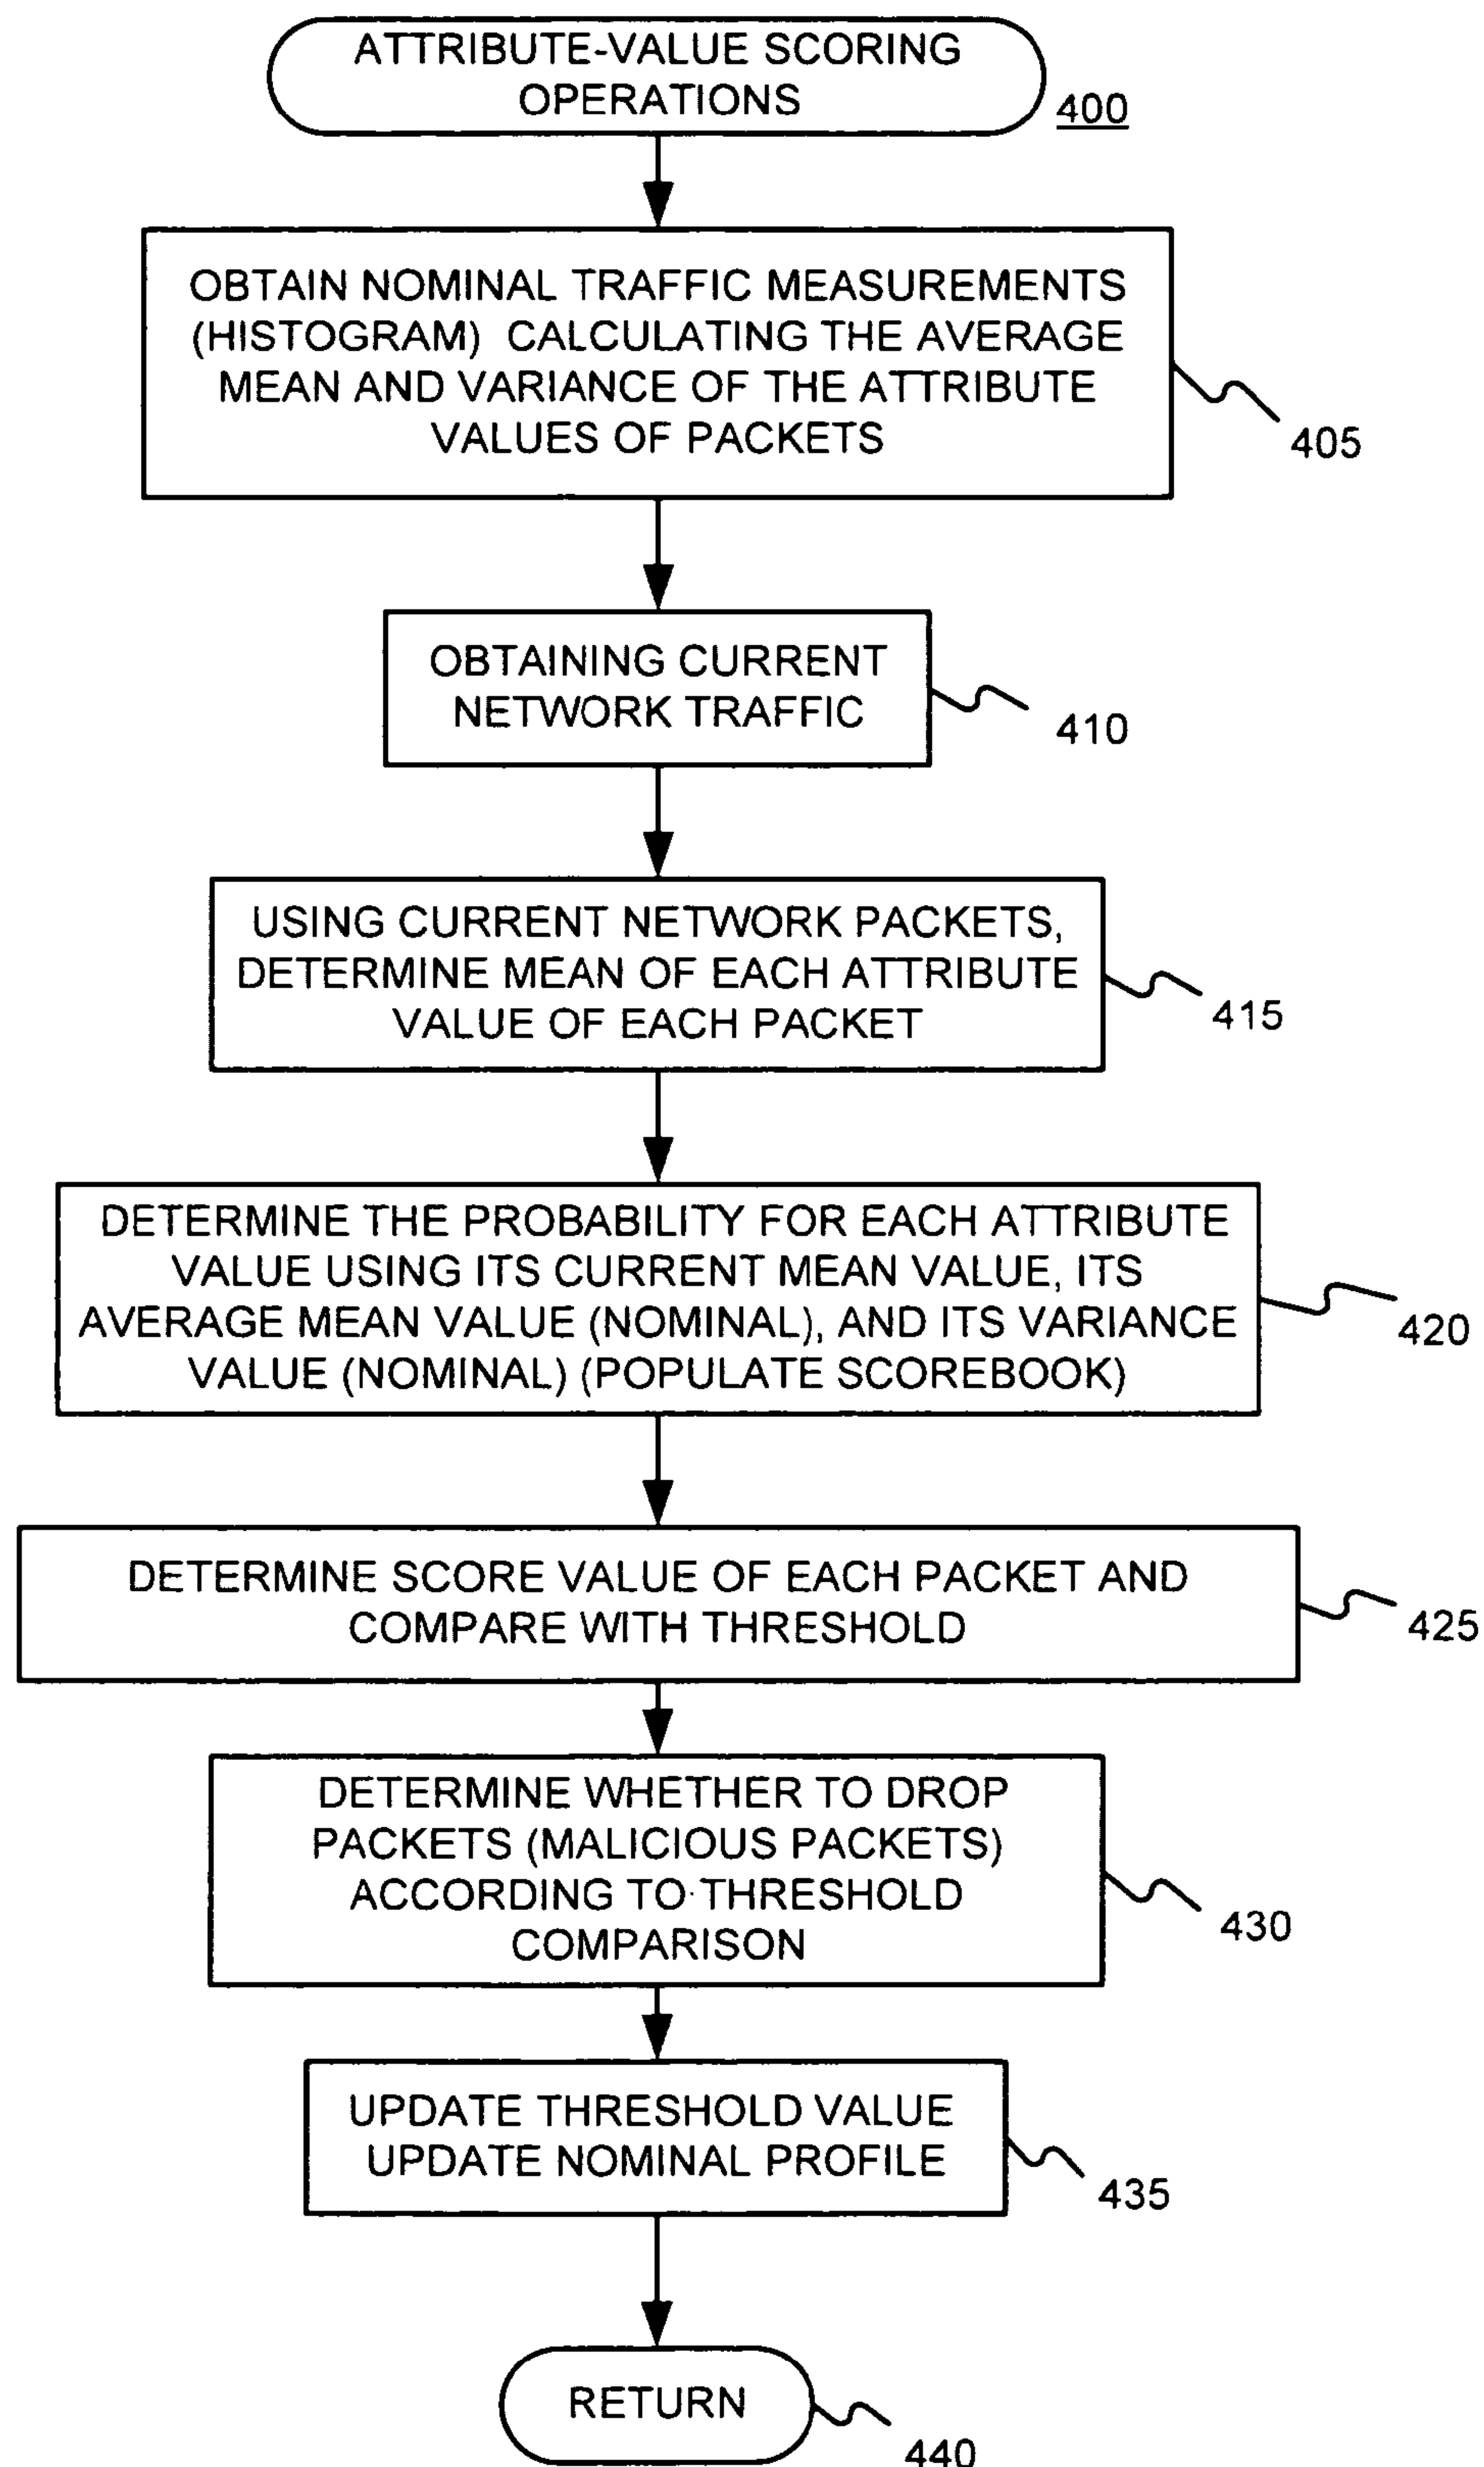 ATTRIBUTE-VALUE SCORING
OPERATIONS
400
OBTAIN NOMINAL TRAFFIC MEASUREMENTS
(HISTOGRAM) CALCULATING THE AVERAGE
MEAN AND VARIANCE OF THE ATTRIBUTE
VALUES OF PACKETS
405
OBTAINING CURRENT
NETWORK TRAFFIC
410
USING CURRENT NETWORK PACKETS,
DETERMINE MEAN OF EACH ATTRIBUTE
VALUE OF EACH PACKET
415
DETERMINE THE PROBABILITY FOR EACH ATTRIBUTE
VALUE USING ITS CURRENT MEAN VALUE, ITS
AVERAGE MEAN VALUE (NOMINAL), AND ITS VARIANCE
VALUE (NOMINAL) (POPULATE SCOREBOOK)
420
DETERMINE SCORE VALUE OF EACH PACKET AND
COMPARE WITH THRESHOLD
425
DETERMINE WHETHER TO DROP
PACKETS (MALICIOUS PACKETS)
ACCORDING TO THRESHOLD
COMPARISON
430
UPDATE THRESHOLD VALUE
UPDATE NOMINAL PROFILE
435
RETURN
440